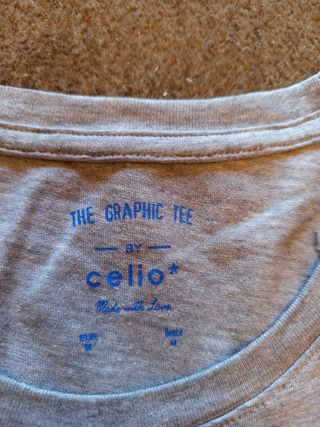 THE GRAPHIC TEE
BY
celio*
Made with Love
M M